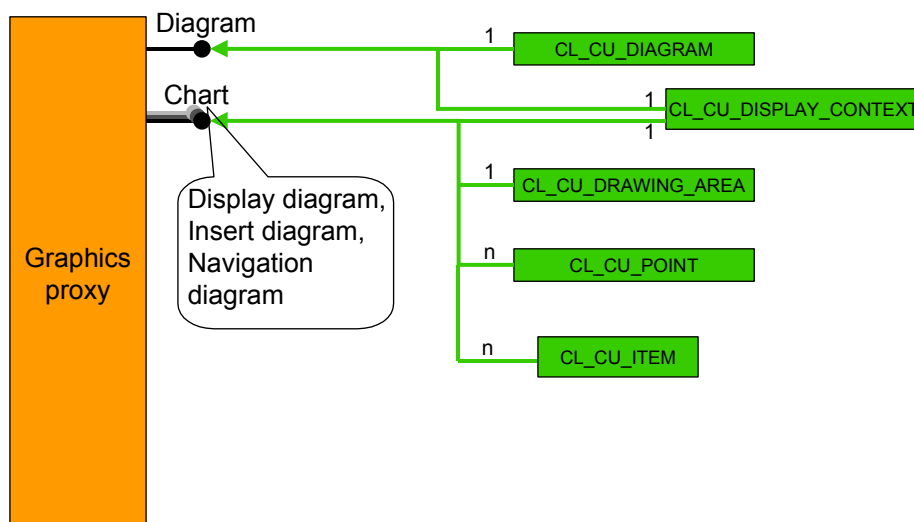 Diagram
1
CL_CU_DIAGRAM
Chart
1
CL_CU_DISPLAY_CONTEXT
1
Display diagram,
Insert diagram,
Navigation
diagram
1
CL_CU_DRAWING_AREA
Graphics
proxy
n
CL_CU_POINT
n
CL_CU_ITEM